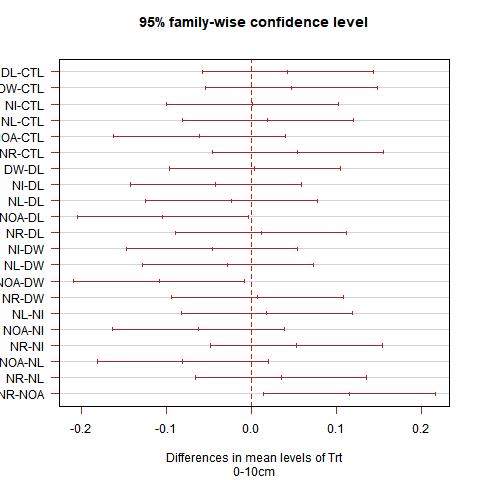 95% family-wise confidence level
DL-CTL
DW-CTL
NI-CTL
NL-CTL
NOA-CTL
NR-CTL
DW-DL
NI-DL
NL-DL
NOA-DL
NR-DL
NI-DW
NL-DW
NOA-DW
NR-DW
NL-NI
NOA-NI
NR-NI
NOA-NL
NR-NL
NR-NOA
-0.2 -0.1 0.0 0.1 0.2
Differences in mean levels of Trt
0-10cm